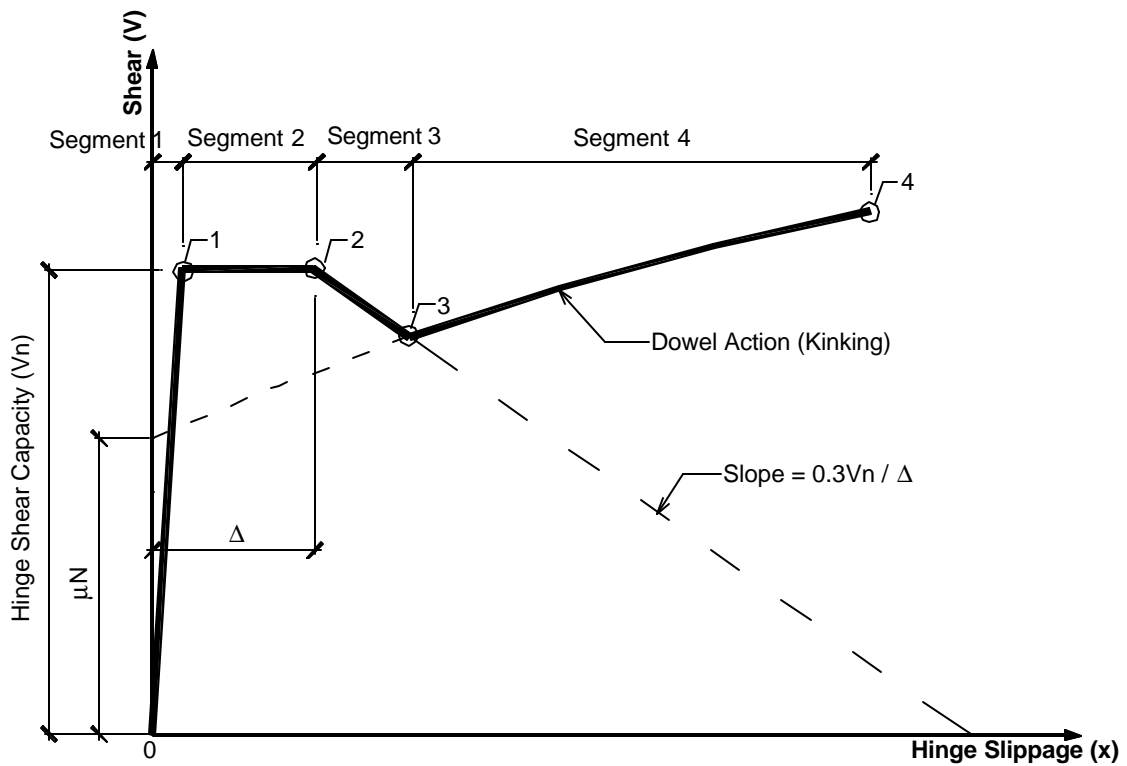 Shear (V)
Segment 1
Segment 2
Segment 3
Segment 4
4
1
2
3
Dowel Action (Kinking)
Hinge Shear Capacity (Vn)
Slope = 0.3Vn / Δ
Δ
μN
0
Hinge Slippage (x)